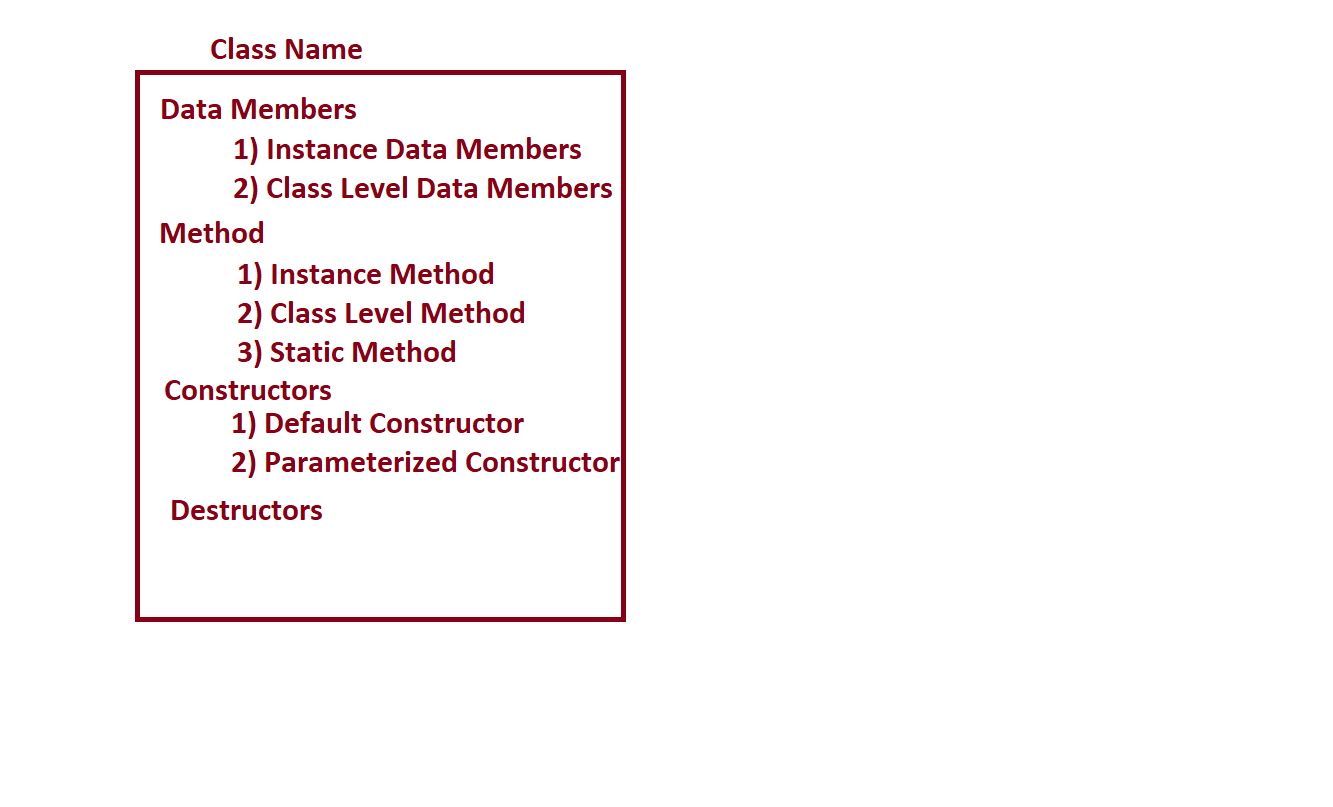 Class Name
Data Members
1) Instance Data Members
2) Class Level Data Members
Method
1) Instance Method
2) Class Level Method
3) Static Method
Constructors
1) Default Constructor
2) Parameterized Constructor
Destructors